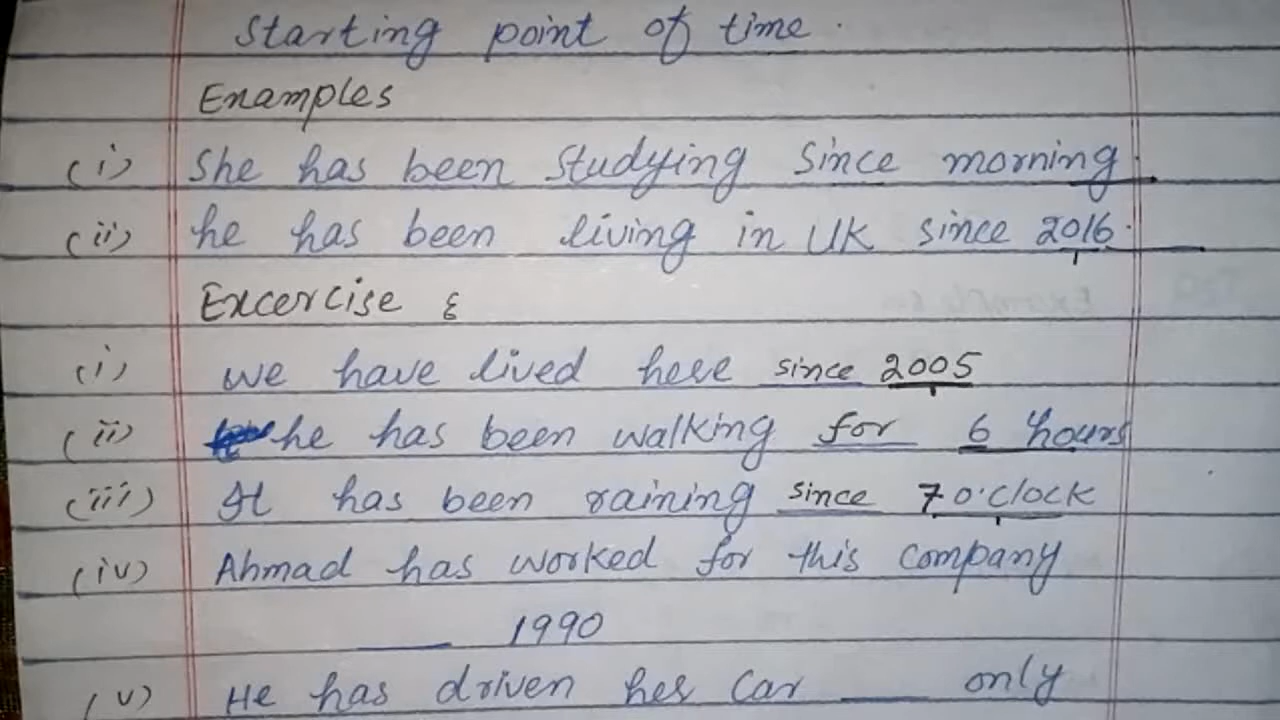 Starting point of time.
Examples
(i) She has been Studying Since morning.
(ii) he has been living in UK since 2016.
Excercise :
(i) we have lived here since 2005
(ii) he has been walking for 6 hours
(iii) It has been raining since 7 o'clock
(iv) Ahmad has worked for this company
____ 1990
(v) He has driven her Car ____ only